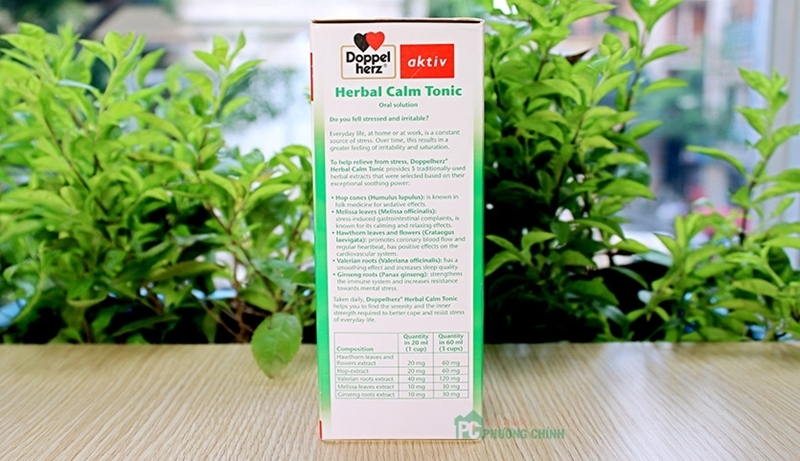 Doppel
herz®
aktiv
Herbal Calm Tonic
Oral solution
Do you fell stressed and irritable?
Everyday life, at home or at work, is a constant
source of stress. Over time, this results in a
greater feeling of irritability and saturation.
To help relieve from stress, Doppelherz®
Herbal Calm Tonic provides 5 traditionally-used
herbal extracts that were selected based on their
exceptional soothing power:
• Hop cones (Humulus lupulus): is known in
folk medicine for sedative effects.
• Melissa leaves (Melissa officinalis):
stress-induced gastrointestinal complaints, is
known for its calming and relaxing effects.
• Hawthorn leaves and flowers (Crataegus
laevigata): promotes coronary blood flow and
regular heartbeat, has positive effects on the
cardiovascular system.
• Valerian roots (Valeriana officinalis): has a
smoothing effect and increases sleep quality.
• Ginseng roots (Panax ginseng): strengthens
the immune system and increases resistance
towards mental stress.
Taken daily, Doppelherz® Herbal Calm Tonic
helps you to find the serenity and the inner
strength required to better cope and resist stress
of everyday life.
Composition Quantity in 20 ml (1 cup) Quantity in 60 ml (3 cups)
Hawthorn leaves and flowers extract 20 mg 60 mg
Hop extract 20 mg 60 mg
Valerian roots extract 40 mg 120 mg
Melissa leaves extract 10 mg 30 mg
Ginseng roots extract 10 mg 30 mg
PC
PHƯƠNG CHÍNH